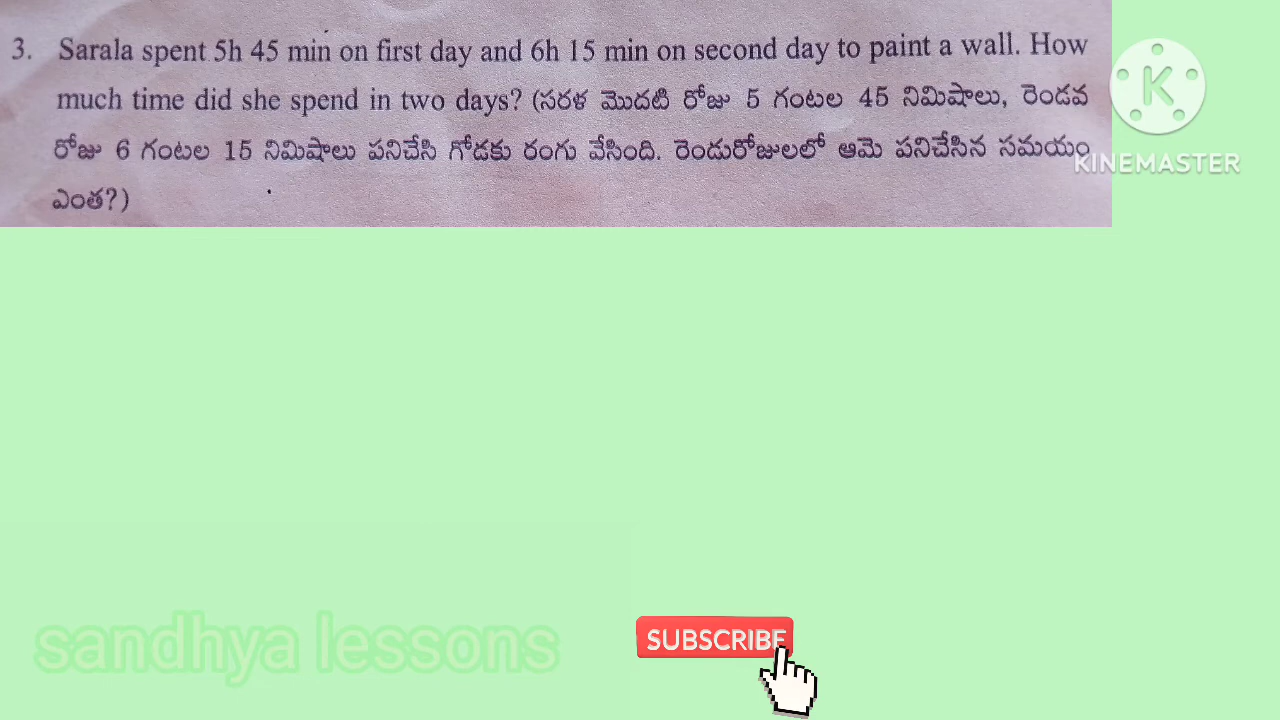 3. Sarala spent 5h 45 min on first day and 6h 15 min on second day to paint a wall. How
much time did she spend in two days? (సరళ మొదటి రోజు 5 గంటల 45 నిమిషాలు, రెండవ
రోజు 6 గంటల 15 నిమిషాలు పనిచేసి గోడకు రంగు వేసింది. రెండురోజులలో ఆమె పనిచేసిన సమయం
ఎంత?)
K
KINEMASTER
sandhya lessons
SUBSCRIBE